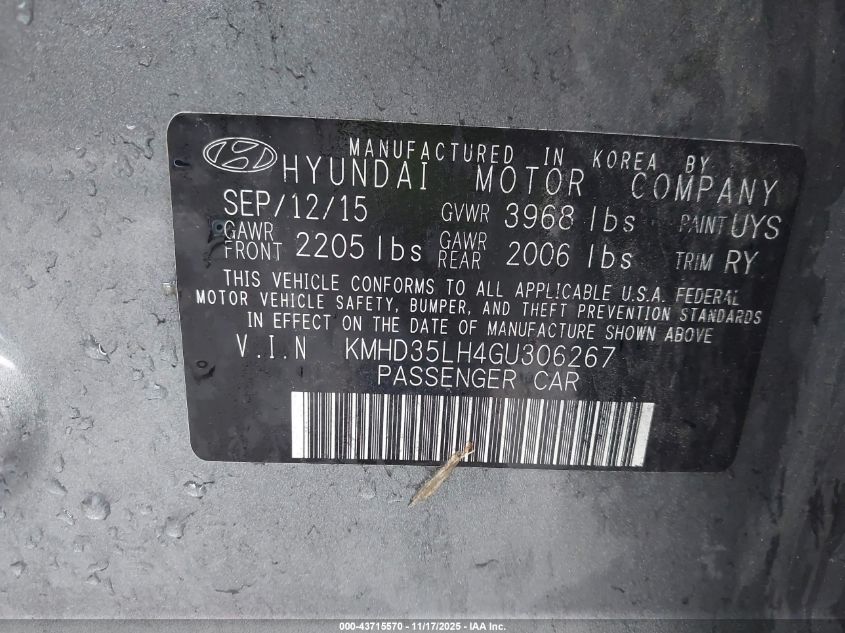 MANUFACTURED IN KOREA BY
HYUNDAI MOTOR COMPANY
SEP/12/15 GVWR 3968 lbs PAINT UYS
GAWR FRONT 2205 lbs GAWR REAR 2006 lbs TRIM RY
THIS VEHICLE CONFORMS TO ALL APPLICABLE U.S.A. FEDERAL
MOTOR VEHICLE SAFETY, BUMPER, AND THEFT PREVENTION STANDARDS
IN EFFECT ON THE DATE OF MANUFACTURE SHOWN ABOVE
V.I.N KMHD35LH4GU306267
PASSENGER CAR
000-43715570 - 11/17/2025 - IAA Inc.